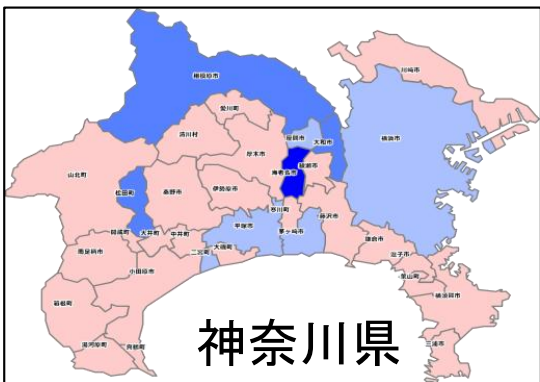 川崎市
相模原市
愛川町
座間市
大和市
横浜市
清川村
厚木市
綾瀬市
海老名市
山北町
松田町
秦野市
伊勢原市
寒川町
藤沢市
開成町
大井町
中井町
平塚市
茅ヶ崎市
鎌倉市
大磯町
二宮町
逗子市
南足柄市
小田原市
葉山町
横須賀市
箱根町
湯河原町
真鶴町
三浦市
神奈川県